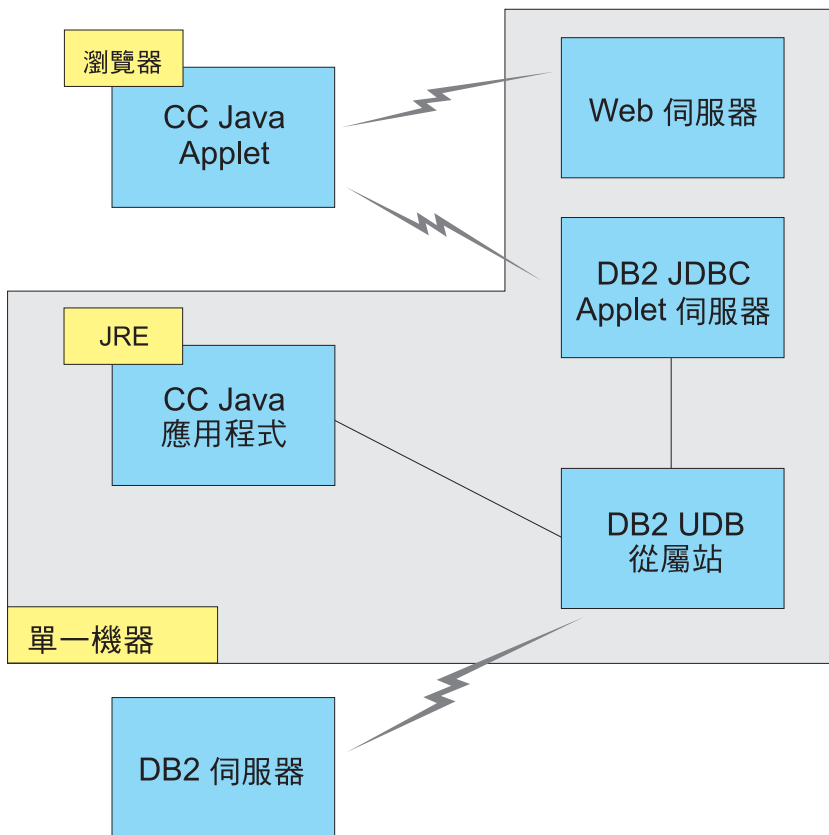 瀏覽器
CC Java
Applet
Web 伺服器
DB2 JDBC
Applet 伺服器
JRE
CC Java
應用程式
DB2 UDB
從屬站
單一機器
DB2 伺服器